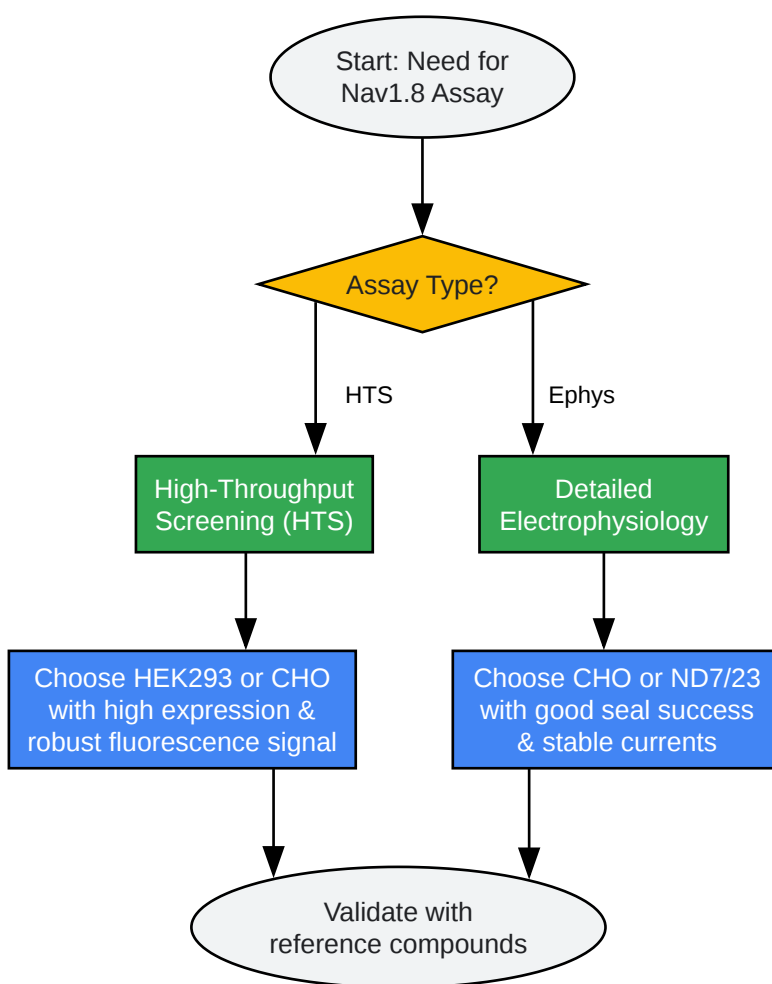 Start: Need for
Nav1.8 Assay
Assay Type?
HTS
Ephys
High-Throughput
Screening (HTS)
Detailed
Electrophysiology
Choose HEK293 or CHO
with high expression &
robust fluorescence signal
Choose CHO or ND7/23
with good seal success
& stable currents
Validate with
reference compounds